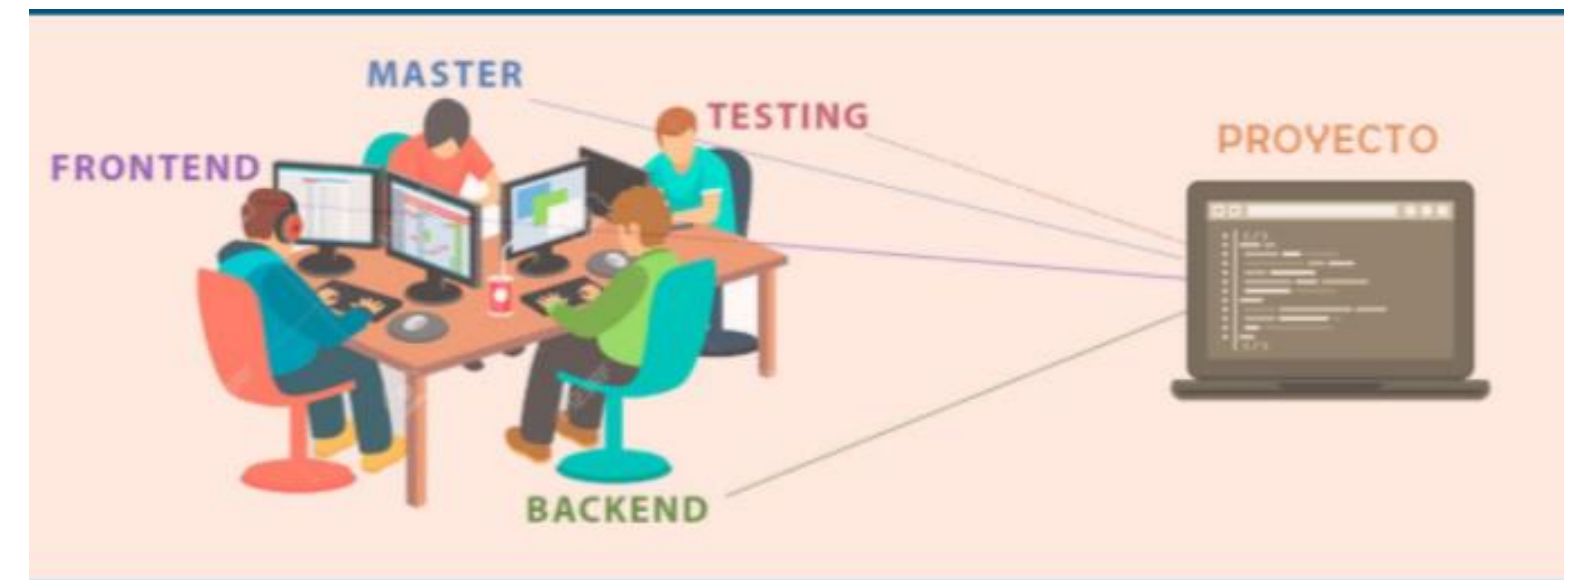 MASTER
TESTING
PROYECTO
FRONTEND
BACKEND